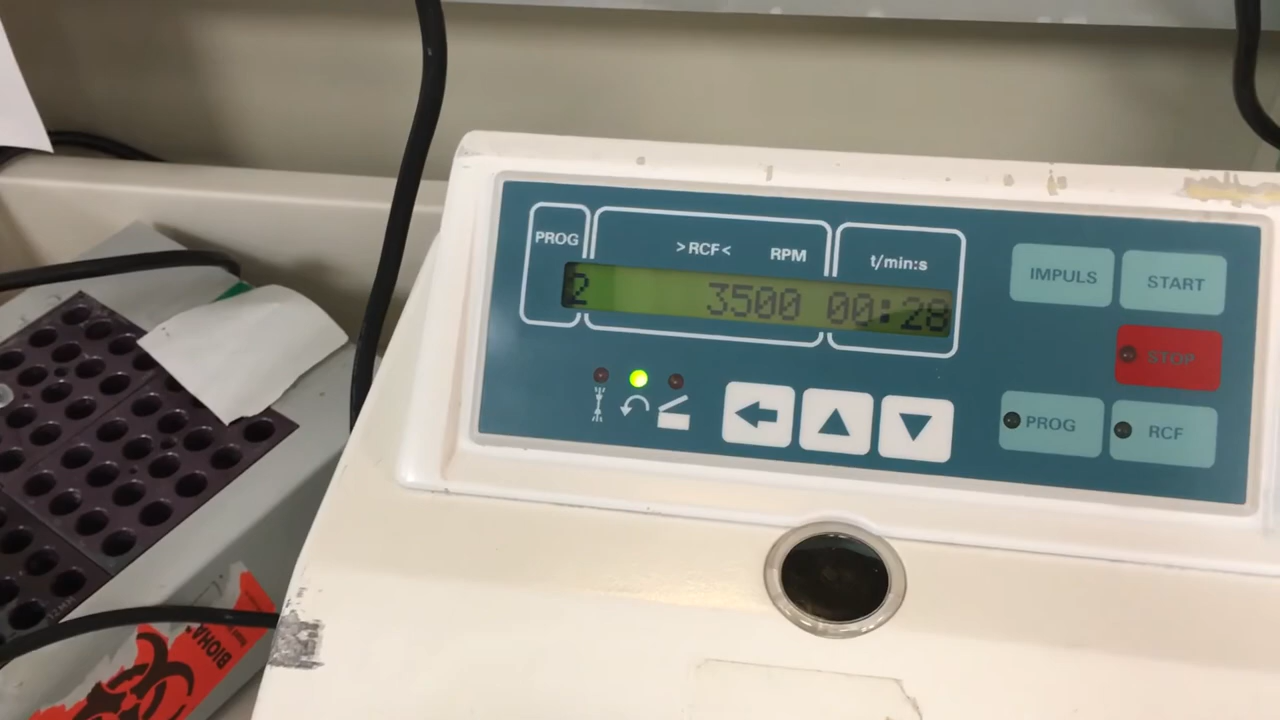 PROG >RCF< RPM t/min:s
2 3500 00:28
IMPULS START
STOP
PROG RCF
BIOHA